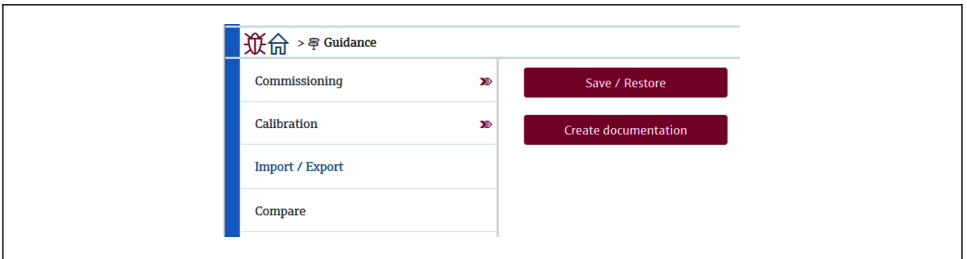 > Guidance
Commissioning
Calibration
Import / Export
Compare
Save / Restore
Create documentation